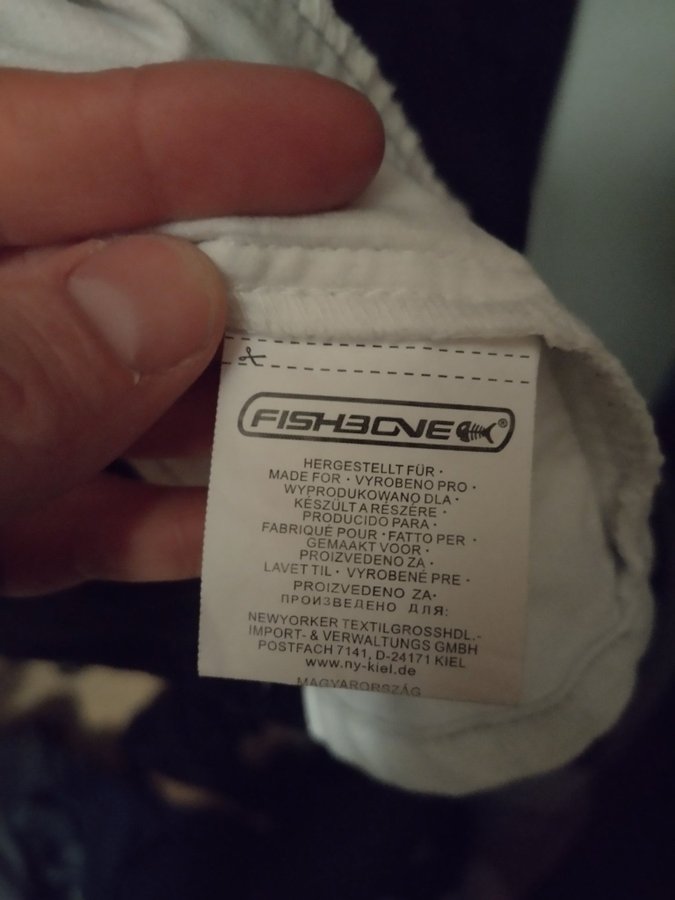 FISHBONE®
HERGESTELLT FÜR ·
MADE FOR · VYROBENO PRO ·
WYPRODUKOWANO DLA ·
KÉSZÜLT A RÉSZÉRE ·
PRODUCIDO PARA ·
FABRIQUÉ POUR · FATTO PER ·
GEMAAKT VOOR ·
PROIZVEDENO ZA ·
LAVET TIL · VYROBENÉ PRE ·
PROIZVEDENO ZA·
ПРОИЗВЕДЕНО ДЛЯ:
NEWYORKER TEXTILGROSSHDL.-
IMPORT- & VERWALTUNGS GMBH
POSTFACH 7141, D-24171 KIEL
www.ny-kiel.de
MAGYARORSZÁG